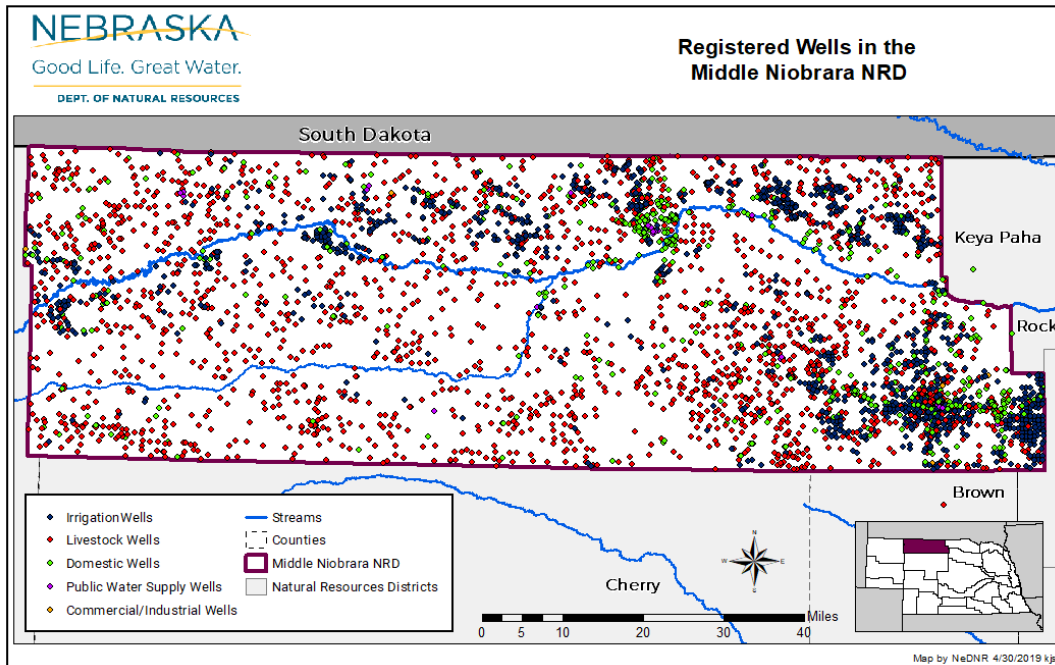 NEBRASKA
Good Life. Great Water.
DEPT. OF NATURAL RESOURCES
Registered Wells in the
Middle Niobrara NRD
South Dakota
Keya Paha
Rock
Brown
Cherry
IrrigationWells
Livestock Wells
Domestic Wells
Public Water Supply Wells
Commercial/Industrial Wells
Streams
Counties
Middle Niobrara NRD
Natural Resources Districts
N
W
E
S
Miles
0 5 10 20 30 40
Map by NeDNR 4/30/2019 kjs